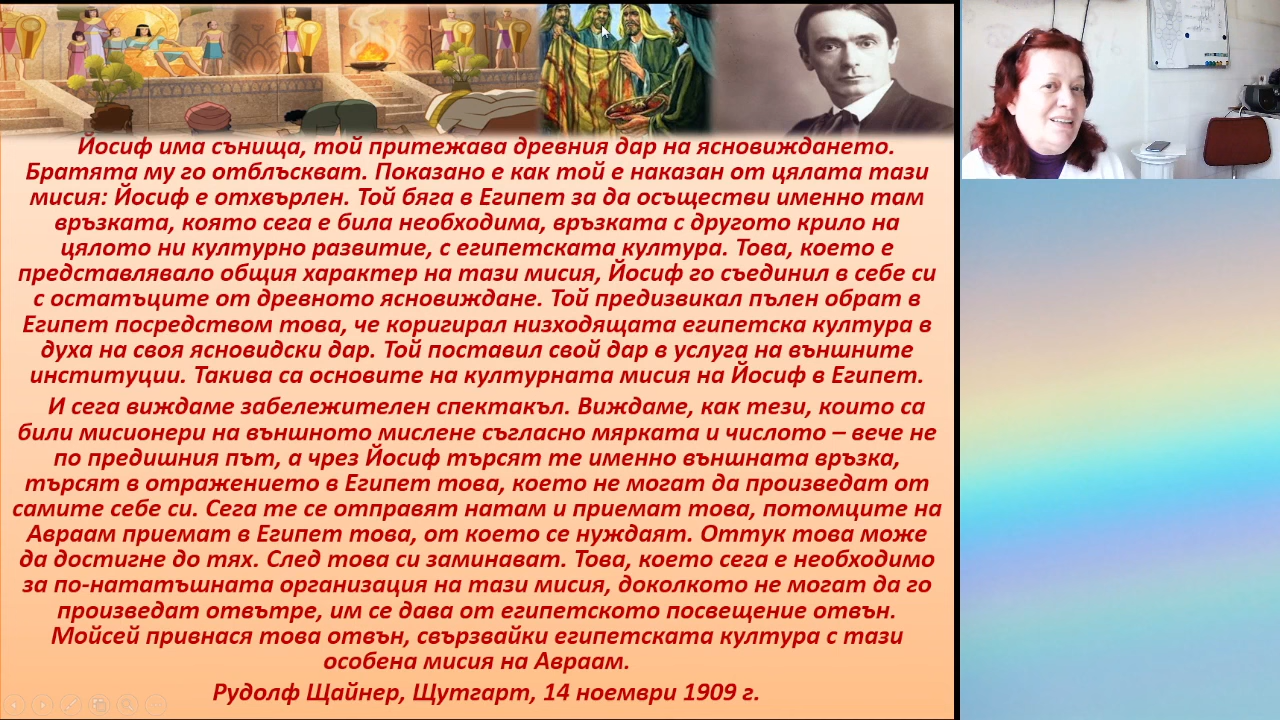 Йосиф има сънища, той притежава древния дар на ясновиждането.
Братята му го отблъскват. Показано е как той е наказан от цялата тази
мисия: Йосиф е отхвърлен. Той бяга в Египет за да осъществи именно там
връзката, която сега е била необходима, връзката с другото крило на
цялото ни културно развитие, с египетската култура. Това, което е
представлявало общия характер на тази мисия, Йосиф го съединил в себе си
с остатъците от древното ясновиждане. Той предизвикал пълен обрат в
Египет посредством това, че коригирал низходящата египетска култура в
духа на своя ясновидски дар. Той поставил свой дар в услуга на външните
институции. Такива са основите на културната мисия на Йосиф в Египет.
И сега виждаме забележителен спектакъл. Виждаме, как тези, които са
били мисионери на външното мислене съгласно мярката и числото – вече не
по предишния път, а чрез Йосиф търсят те именно външната връзка,
търсят в отражението в Египет това, което не могат да произведат от
самите себе си. Сега те се отправят натам и приемат това, потомците на
Авраам приемат в Египет това, от което се нуждаят. Оттук това може
да достигне до тях. След това си заминават. Това, което сега е необходимо
за по-нататъшната организация на тази мисия, доколкото не могат да го
произведат отвътре, им се дава от египетското посвещение отвън.
Мойсей привнася това отвън, свързвайки египетската култура с тази
особена мисия на Авраам.
Рудолф Щайнер, Щутгарт, 14 ноември 1909 г.